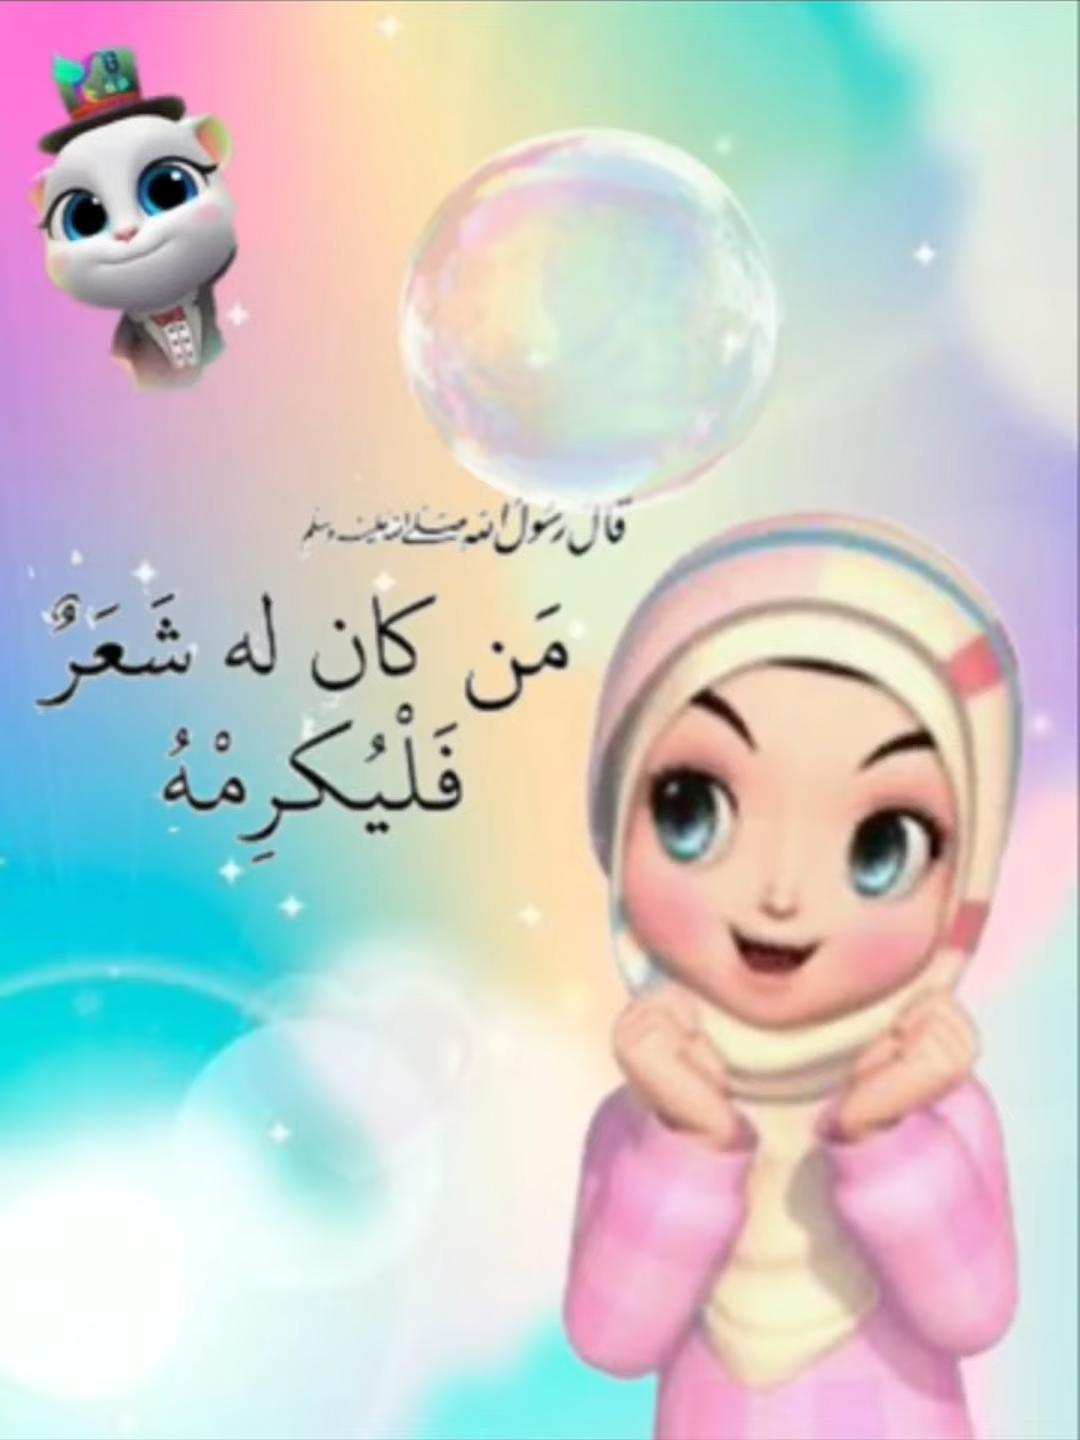 قال رسول الله صلى الله عليه وسلم
مَن كان له شَعَرٌ
فَلْيُكرِمْهُ